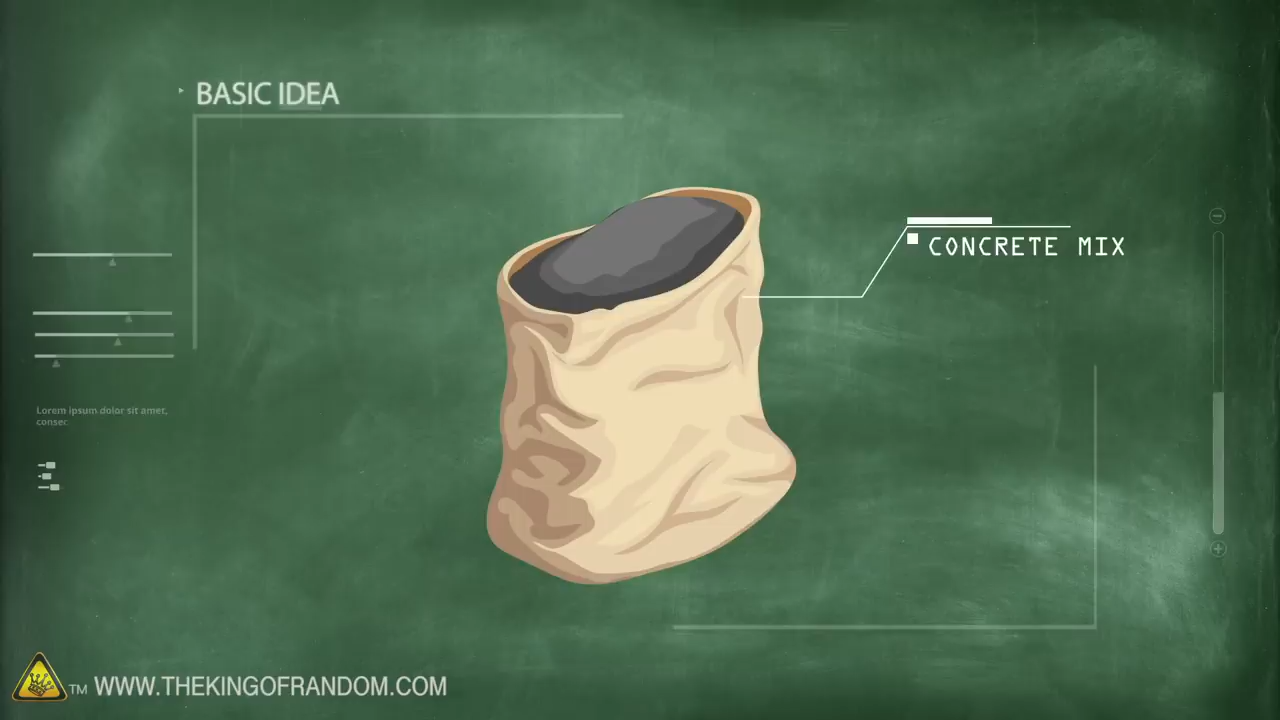 BASIC IDEA
CONCRETE MIX
Lorem ipsum dolor sit amet,
consec
TM WWW.THEKINGOFRANDOM.COM